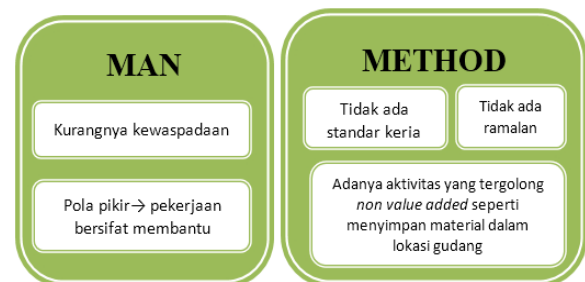 MAN
Kurangnya kewaspadaan
Pola pikir→ pekerjaan
bersifat membantu
METHOD
Tidak ada
standar kerja
Tidak ada
ramalan
Adanya aktivitas yang tergolong
non value added seperti
menyimpan material dalam
lokasi gudang